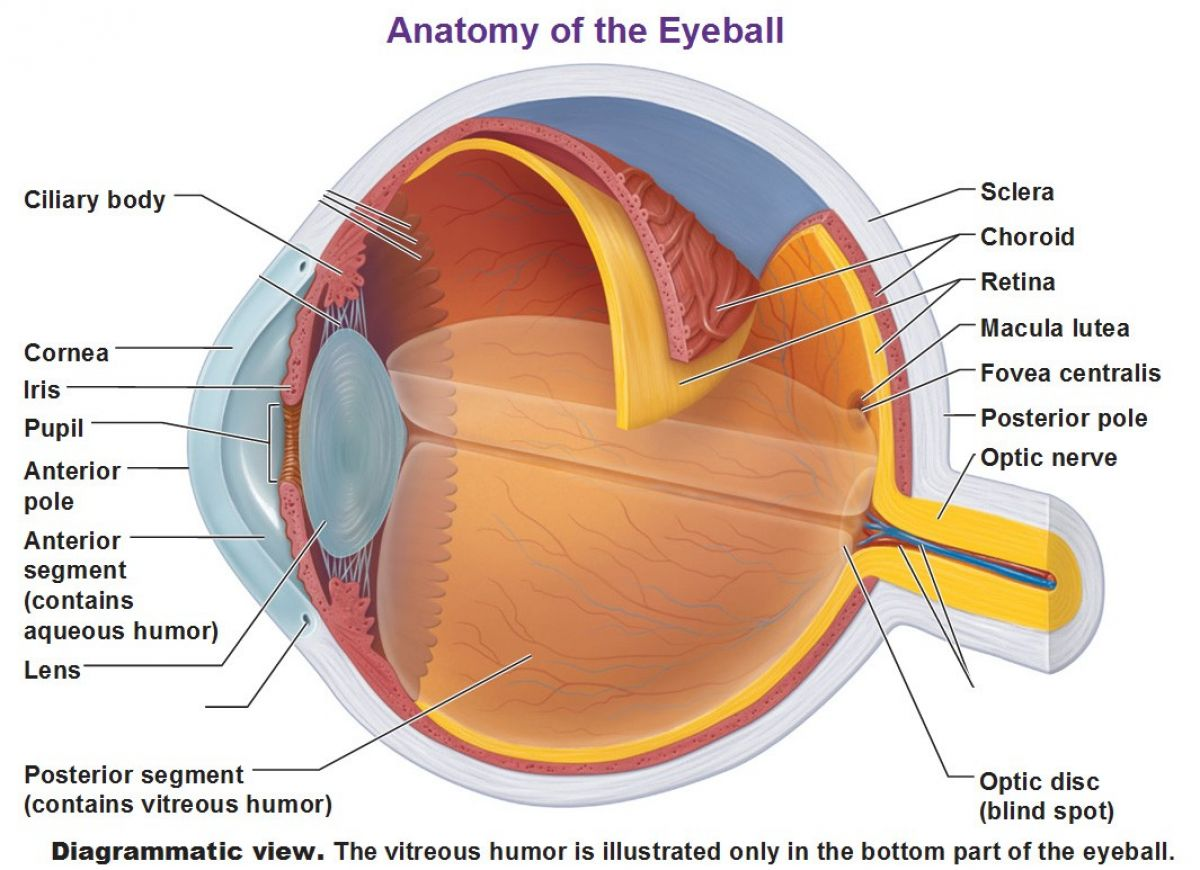 Anatomy of the Eyeball
Ciliary body
Cornea
Iris
Pupil
Anterior
pole
Anterior
segment
(contains
aqueous humor)
Lens
Posterior segment
(contains vitreous humor)
Sclera
Choroid
Retina
Macula lutea
Fovea centralis
Posterior pole
Optic nerve
Optic disc
(blind spot)
Diagrammatic view. The vitreous humor is illustrated only in the bottom part of the eyeball.